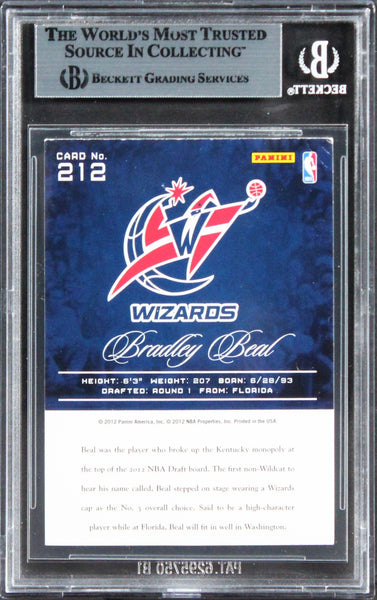 THE WORLD'S MOST TRUSTED
SOURCE IN COLLECTING™
BECKETT GRADING SERVICES
B
BECKETT
CARD No.
212
PANINI
NBA
WIZARDS
Bradley Beal
HEIGHT: 6'3" WEIGHT: 207 BORN: 6/28/93
DRAFTED: ROUND 1 FROM: FLORIDA
© 2012 Panini America, Inc. © 2012 NBA Properties, Inc. Printed in the USA
Beal was the player who broke up the Kentucky monopoly at
the top of the 2012 NBA Draft board. The first non-Wildcat to
hear his name called, Beal stepped on stage wearing a Wizards
cap as the No. 3 overall choice. Said to be a high-character
player while at Florida, Beal will fit in well in Washington.
PAT. 6295750 B1